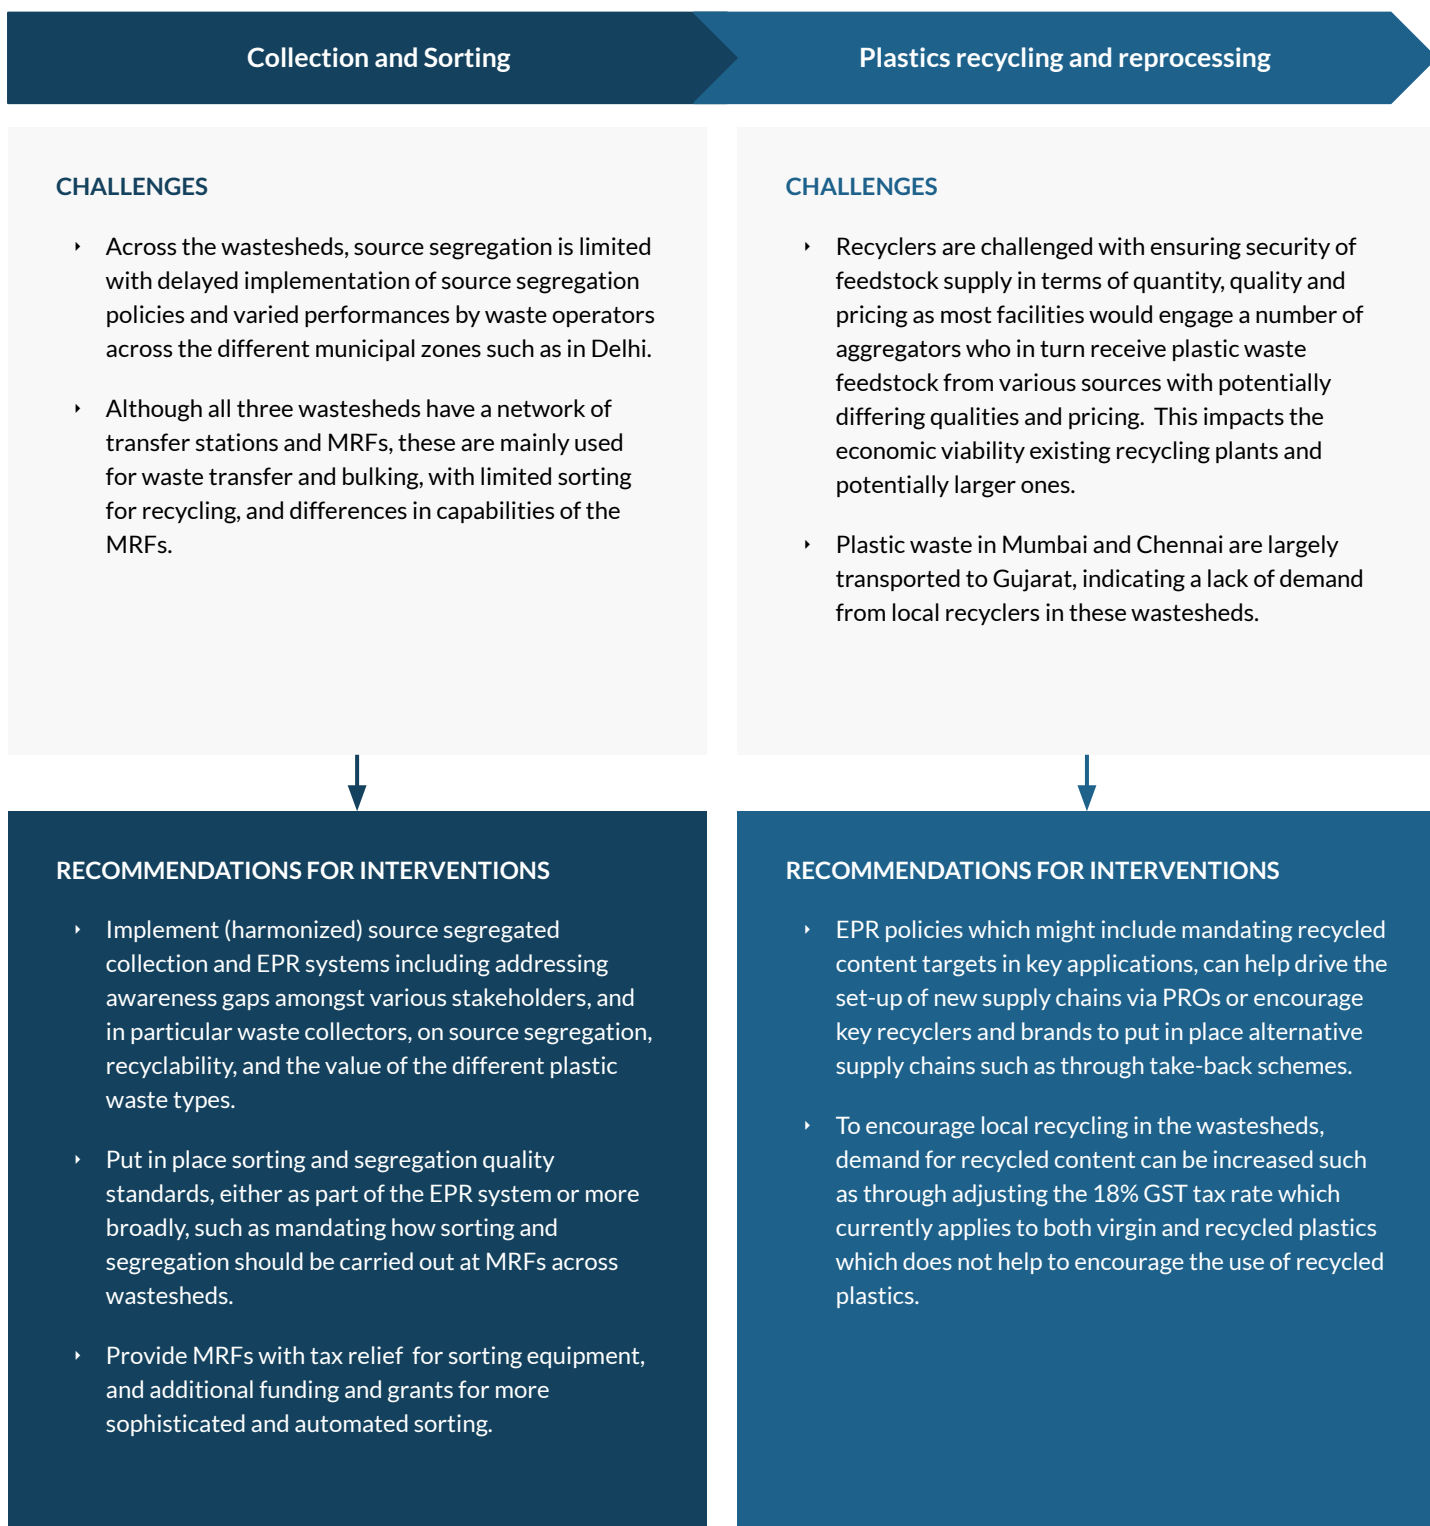 Collection and Sorting
Plastics recycling and reprocessing
CHALLENGES
‣ Across the wastesheds, source segregation is limited
with delayed implementation of source segregation
policies and varied performances by waste operators
across the different municipal zones such as in Delhi.
‣ Although all three wastesheds have a network of
transfer stations and MRFs, these are mainly used
for waste transfer and bulking, with limited sorting
for recycling, and differences in capabilities of the
MRFs.
CHALLENGES
‣ Recyclers are challenged with ensuring security of
feedstock supply in terms of quantity, quality and
pricing as most facilities would engage a number of
aggregators who in turn receive plastic waste
feedstock from various sources with potentially
differing qualities and pricing.  This impacts the
economic viability existing recycling plants and
potentially larger ones.
‣ Plastic waste in Mumbai and Chennai are largely
transported to Gujarat, indicating a lack of demand
from local recyclers in these wastesheds.
RECOMMENDATIONS FOR INTERVENTIONS
‣ Implement (harmonized) source segregated
collection and EPR systems including addressing
awareness gaps amongst various stakeholders, and
in particular waste collectors, on source segregation,
recyclability, and the value of the different plastic
waste types.
‣ Put in place sorting and segregation quality
standards, either as part of the EPR system or more
broadly, such as mandating how sorting and
segregation should be carried out at MRFs across
wastesheds.
‣ Provide MRFs with tax relief  for sorting equipment,
and additional funding and grants for more
sophisticated and automated sorting.
RECOMMENDATIONS FOR INTERVENTIONS
‣ EPR policies which might include mandating recycled
content targets in key applications, can help drive the
set-up of new supply chains via PROs or encourage
key recyclers and brands to put in place alternative
supply chains such as through take-back schemes.
‣ To encourage local recycling in the wastesheds,
demand for recycled content can be increased such
as through adjusting the 18% GST tax rate which
currently applies to both virgin and recycled plastics
which does not help to encourage the use of recycled
plastics.